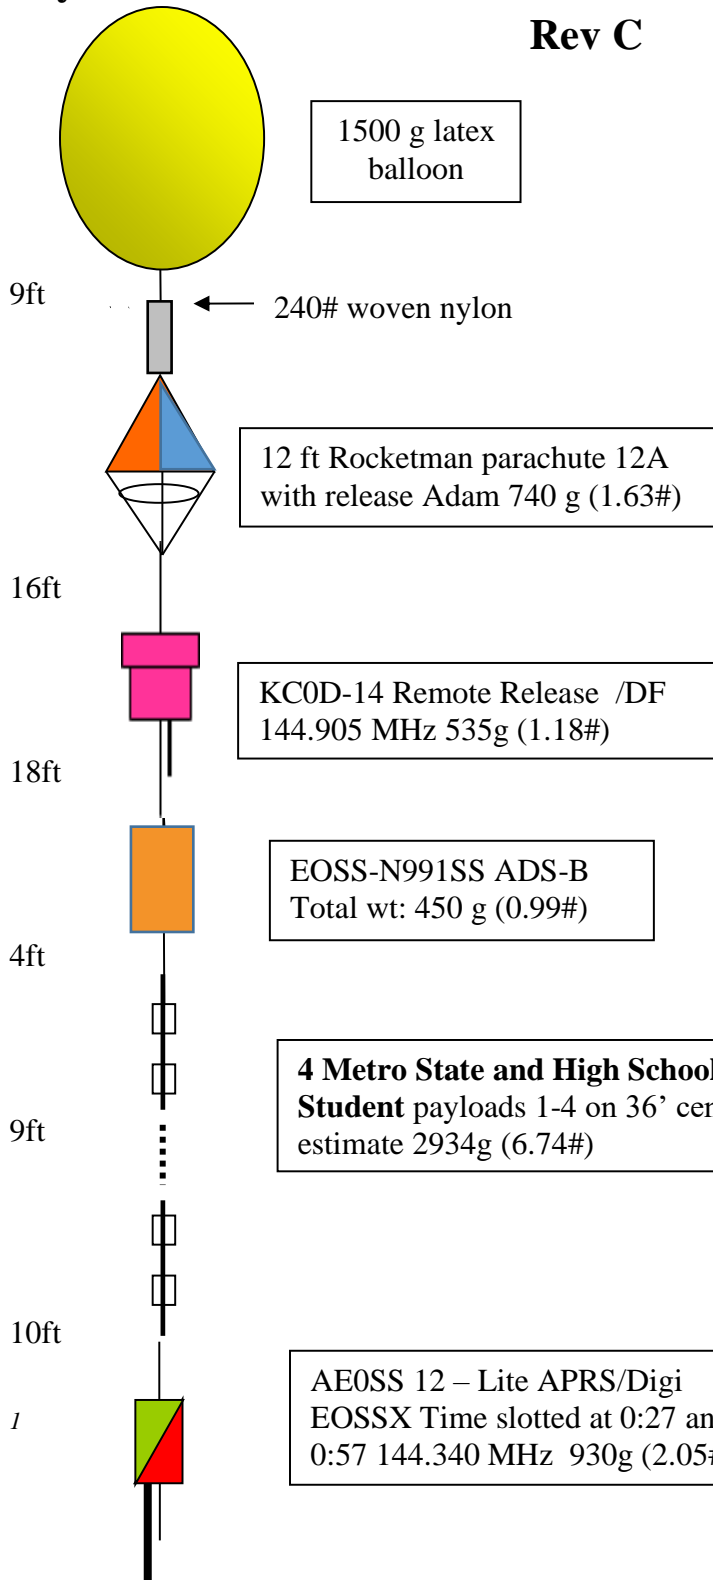 Rev C
1500 g latex
balloon
9ft
240# woven nylon
12 ft Rocketman parachute 12A
with release Adam 740 g (1.63#)
16ft
KC0D-14 Remote Release /DF
144.905 MHz 535g (1.18#)
18ft
EOSS-N991SS ADS-B
Total wt: 450 g (0.99#)
4ft
4 Metro State and High School
Student payloads 1-4 on 36’ cen
estimate 2934g (6.74#)
9ft
10ft
AE0SS 12 – Lite APRS/Digi
EOSSX Time slotted at 0:27 an
0:57 144.340 MHz 930g (2.05#
1